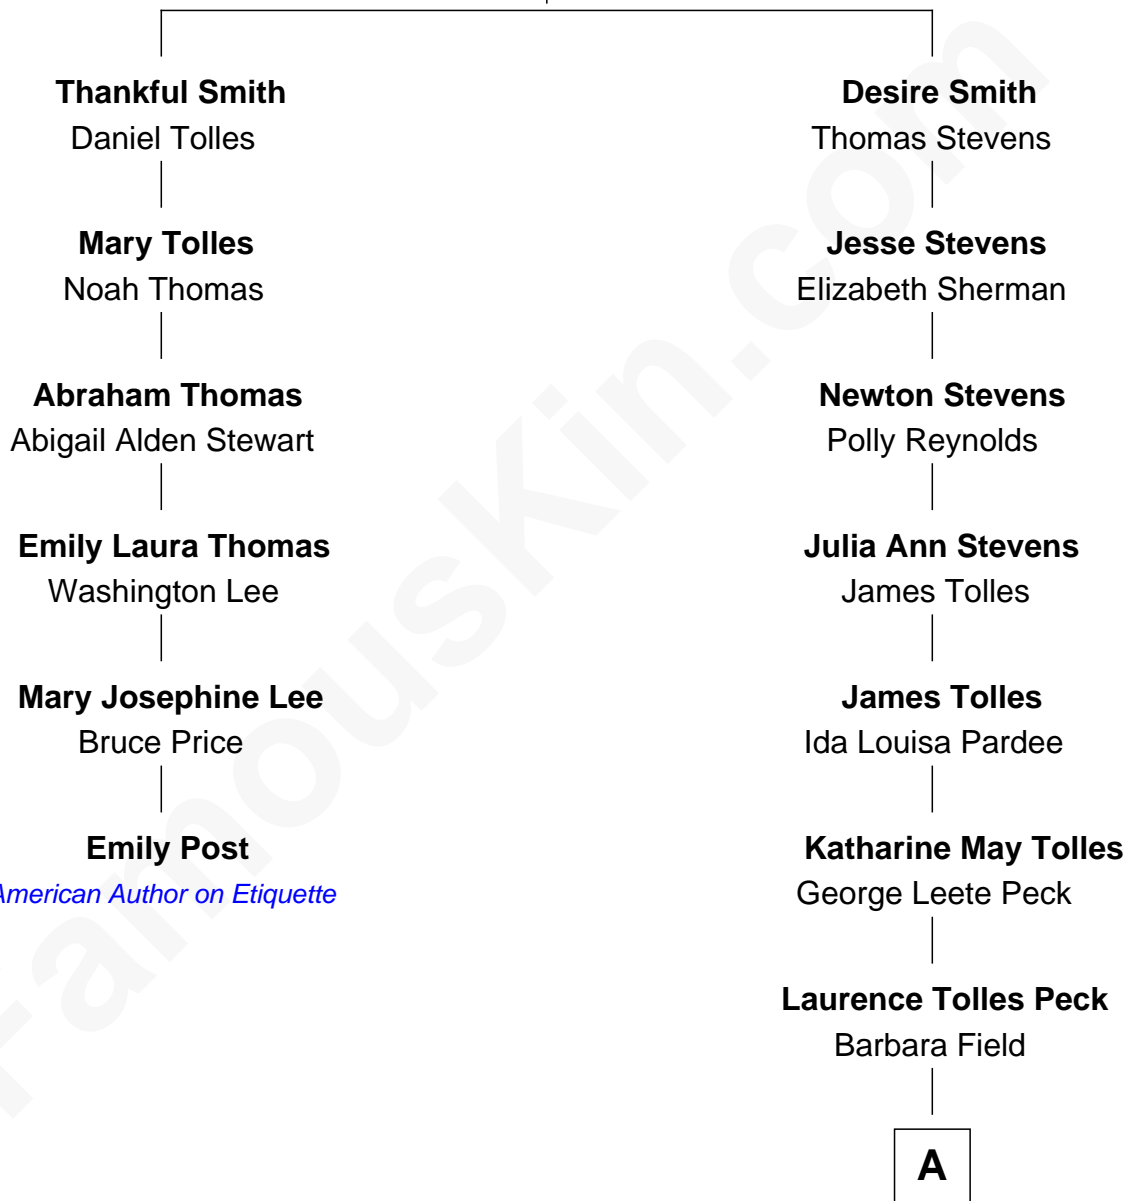 Thankful Smith
Daniel Tolles
Mary Tolles
Noah Thomas
Abraham Thomas
Abigail Alden Stewart
Emily Laura Thomas
Washington Lee
Mary Josephine Lee
Bruce Price
Emily Post
American Author on Etiquette
Desire Smith
Thomas Stevens
Jesse Stevens
Elizabeth Sherman
Newton Stevens
Polly Reynolds
Julia Ann Stevens
James Tolles
James Tolles
Ida Louisa Pardee
Katharine May Tolles
George Leete Peck
Laurence Tolles Peck
Barbara Field
A
FamousKin.com